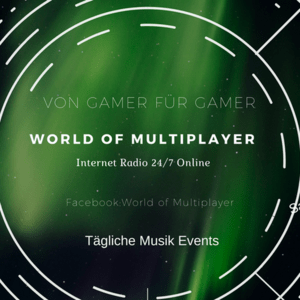 VON GAMER FÜR GAMER
WORLD OF MULTIPLAYER
Internet Radio 24/7 Online
Facebook:World of Multiplayer
Tägliche Musik Events